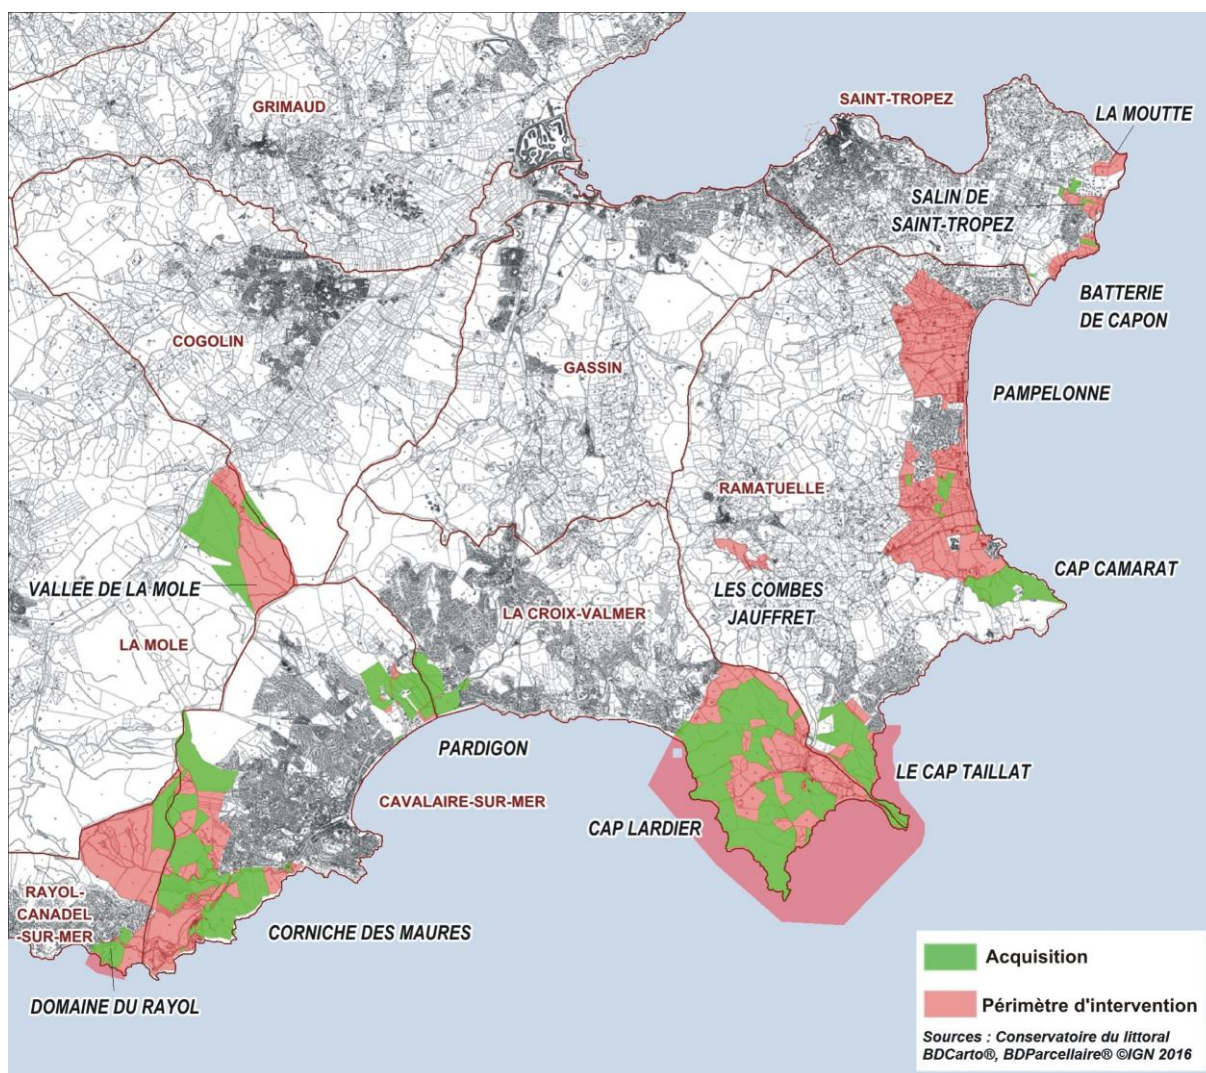 GRIMAUD
SAINT-TROPEZ
LA MOUTTE
SALIN DE
SAINT-TROPEZ
BATTERIE
DE CAPON
COGOLIN
GASSIN
PAMPELONNE
RAMATUELLE
VALLEE DE LA MOLE
LES COMBES
JAUFFRET
CAP CAMARAT
LA CROIX-VALMER
LA MOLE
PARDIGON
LE CAP TAILLAT
CAVALAIRE-SUR-MER
CAP LARDIER
RAYOL-
CANADEL
-SUR-MER
CORNICHE DES MAURES
DOMAINE DU RAYOL
Acquisition
Périmètre d'intervention
Sources : Conservatoire du littoral
BDCarto®, BDParcellaire® ©IGN 2016